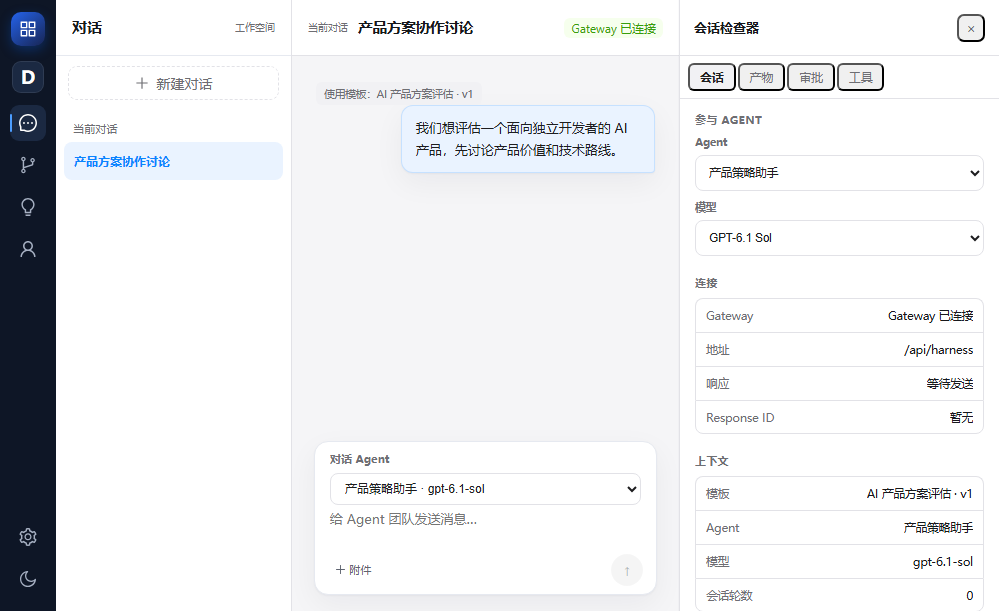 D
对话
工作空间
＋ 新建对话
当前对话
产品方案协作讨论
当前对话 产品方案协作讨论
Gateway 已连接
使用模板：AI 产品方案评估 · v1
我们想评估一个面向独立开发者的 AI
产品，先讨论产品价值和技术路线。
对话 Agent
产品策略助手 · gpt-6.1-sol
给 Agent 团队发送消息...
＋ 附件
↑
会话检查器
×
会话
产物
审批
工具
参与 AGENT
Agent
产品策略助手
模型
GPT-6.1 Sol
连接
Gateway Gateway 已连接
地址 /api/harness
响应 等待发送
Response ID 暂无
上下文
模板 AI 产品方案评估 · v1
Agent 产品策略助手
模型 gpt-6.1-sol
会话轮数 0